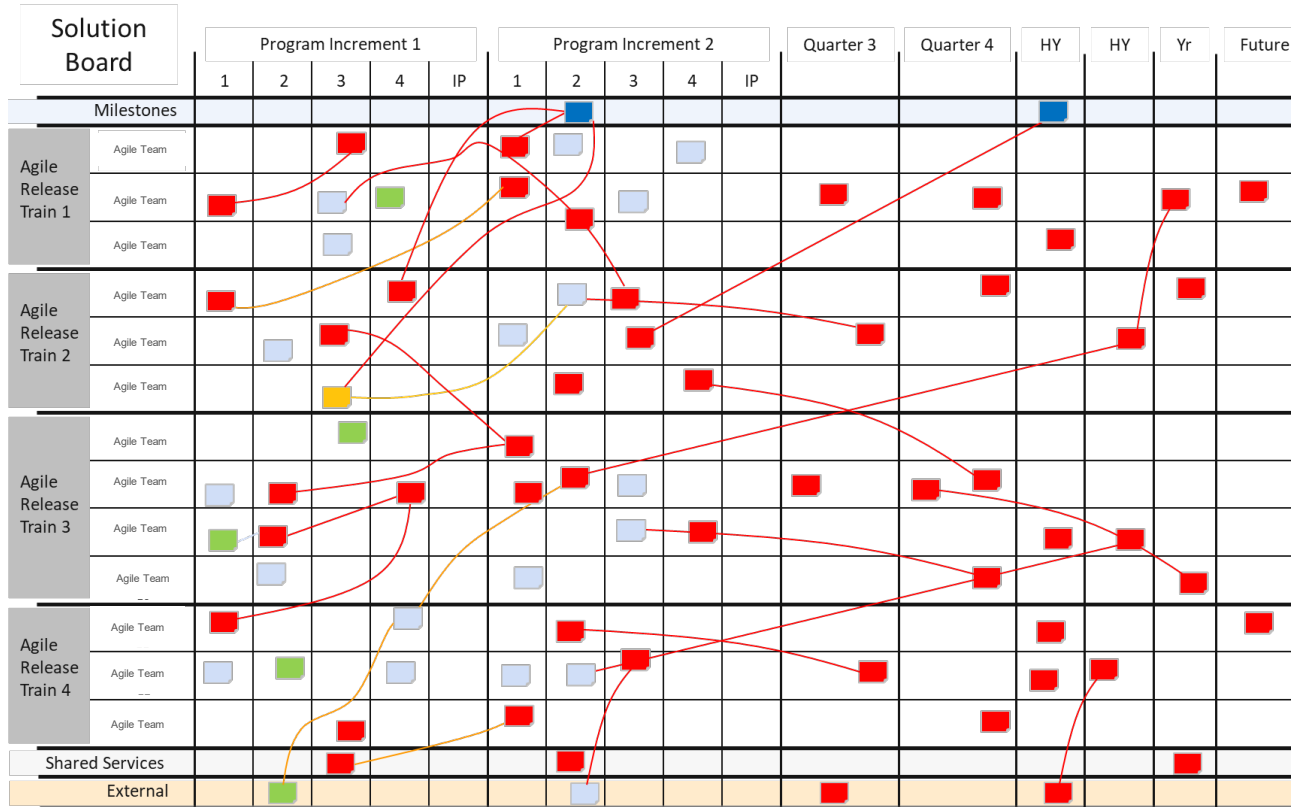 Solution
Board
Program Increment 1
Program Increment 2
Quarter 3
Quarter 4
HY
HY
Yr
Future
1
2
3
4
IP
1
2
3
4
IP
Milestones
Agile
Release
Train 1
Agile Team
Agile Team
Agile Team
Agile
Release
Train 2
Agile Team
Agile Team
Agile Team
Agile
Release
Train 3
Agile Team
Agile Team
Agile Team
Agile Team
Agile
Release
Train 4
Agile Team
Agile Team
Agile Team
Shared Services
External